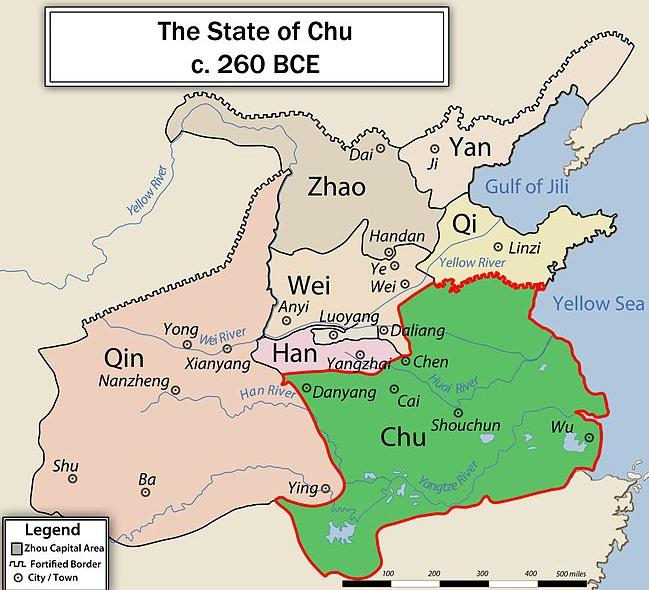 The State of Chu
c. 260 BCE
Dai
Ji
Yan
Zhao
Gulf of Jili
Yellow River
Qi
Linzi
Handan
Ye
Yellow River
Wei
Wei
Anyi
Yellow Sea
Luoyang
Daliang
Yong
Wei River
Han
Yangzhai
Chen
Qin
Xianyang
Nanzheng
Han River
Danyang
Cai
Huai River
Shouchun
Chu
Wu
Shu
Ba
Ying
Yangtze River
Legend
Zhou Capital Area
Fortified Border
City / Town
100 200 300 400 500 miles